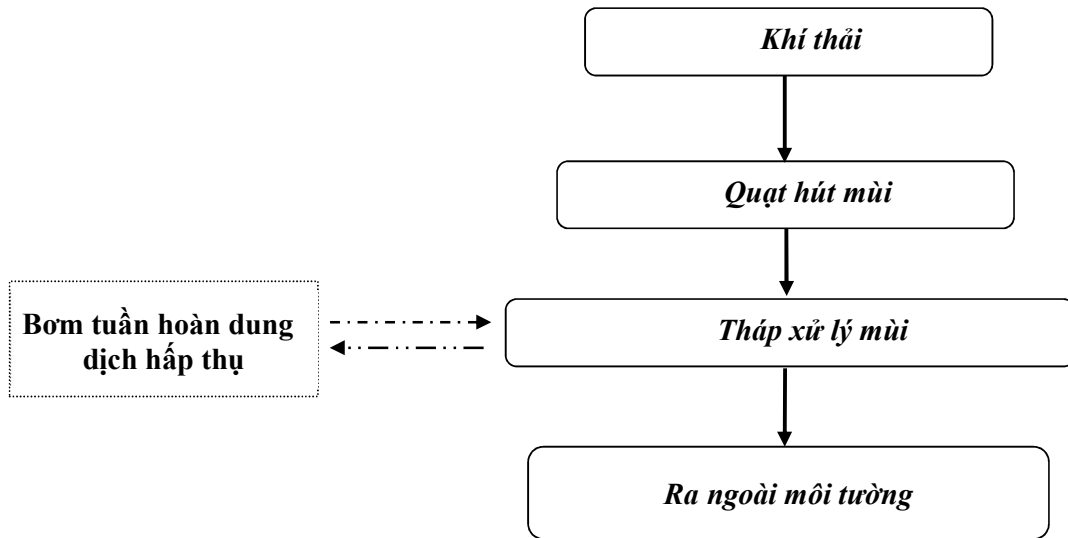 Khí thải
Quạt hút mùi
Bơm tuần hoàn dung
dịch hấp thụ
Tháp xử lý mùi
Ra ngoài môi tường